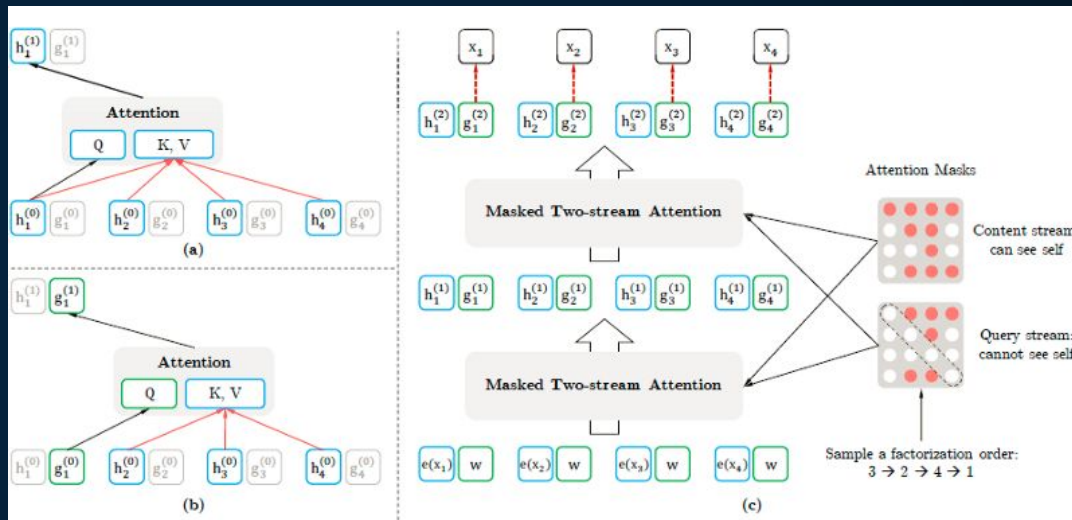 h₁⁽¹⁾ g₁⁽¹⁾
Attention
Q K, V
h₁⁽⁰⁾ g₁⁽⁰⁾ h₂⁽⁰⁾ g₂⁽⁰⁾ h₃⁽⁰⁾ g₃⁽⁰⁾ h₄⁽⁰⁾ g₄⁽⁰⁾
(a)
h₁⁽¹⁾ g₁⁽¹⁾
Attention
Q K, V
h₁⁽⁰⁾ g₁⁽⁰⁾ h₂⁽⁰⁾ g₂⁽⁰⁾ h₃⁽⁰⁾ g₃⁽⁰⁾ h₄⁽⁰⁾ g₄⁽⁰⁾
(b)
x₁ x₂ x₃ x₄
h₁⁽²⁾ g₁⁽²⁾ h₂⁽²⁾ g₂⁽²⁾ h₃⁽²⁾ g₃⁽²⁾ h₄⁽²⁾ g₄⁽²⁾
Masked Two-stream Attention
h₁⁽¹⁾ g₁⁽¹⁾ h₂⁽¹⁾ g₂⁽¹⁾ h₃⁽¹⁾ g₃⁽¹⁾ h₄⁽¹⁾ g₄⁽¹⁾
Masked Two-stream Attention
e(x₁) w e(x₂) w e(x₃) w e(x₄) w
(c)
Attention Masks
Content stream:
can see self
Query stream:
cannot see self
Sample a factorization order:
3 → 2 → 4 → 1